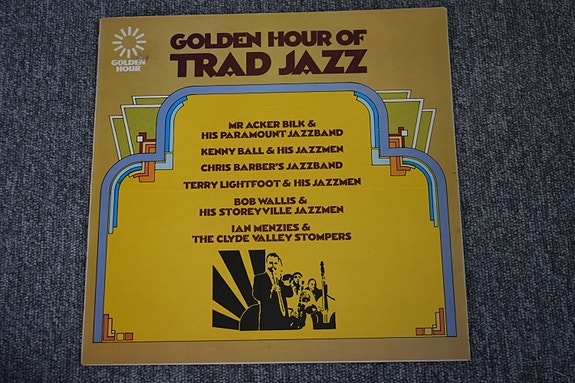 GOLDEN HOUR OF
TRAD JAZZ
GOLDEN
HOUR
MR ACKER BILK &
HIS PARAMOUNT JAZZBAND
KENNY BALL & HIS JAZZMEN
CHRIS BARBER'S JAZZBAND
TERRY LIGHTFOOT & HIS JAZZMEN
BOB WALLIS &
HIS STOREYVILLE JAZZMEN
IAN MENZIES &
THE CLYDE VALLEY STOMPERS